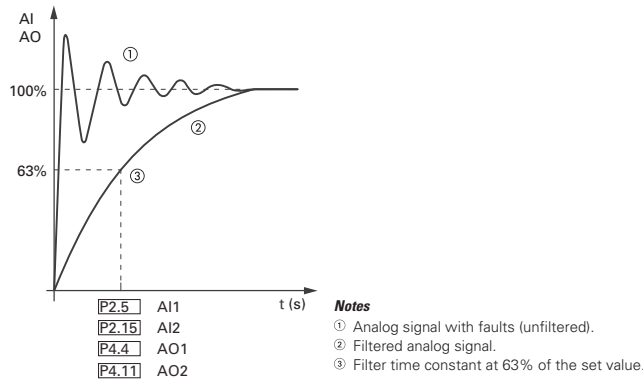 AI
AO
①
100%
②
63%
③
t (s)
P2.5 AI1
P2.15 AI2
P4.4 AO1
P4.11 AO2
Notes
① Analog signal with faults (unfiltered).
② Filtered analog signal.
③ Filter time constant at 63% of the set value.